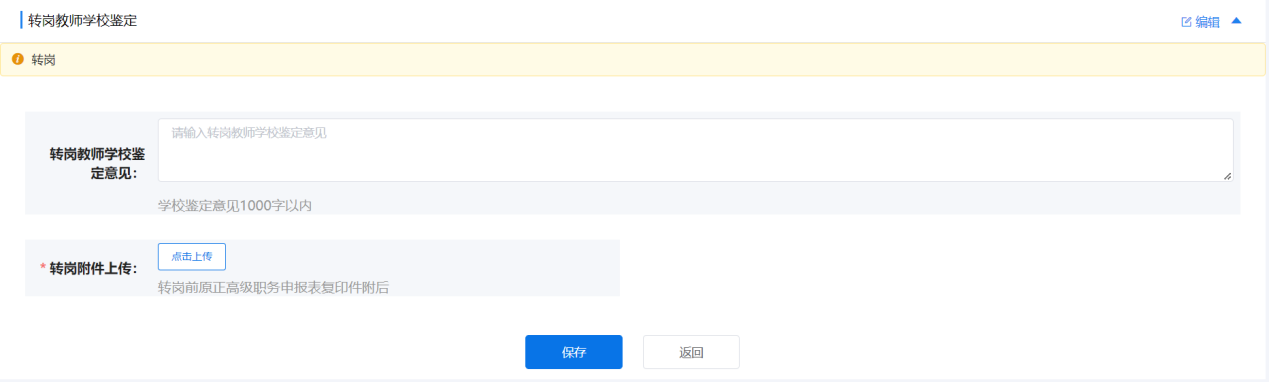 转岗教师学校鉴定
编辑
转岗
转岗教师学校鉴
定意见：
请输入转岗教师学校鉴定意见
学校鉴定意见1000字以内
* 转岗附件上传：
点击上传
转岗前原正高级职务申报表复印件附后
保存
返回